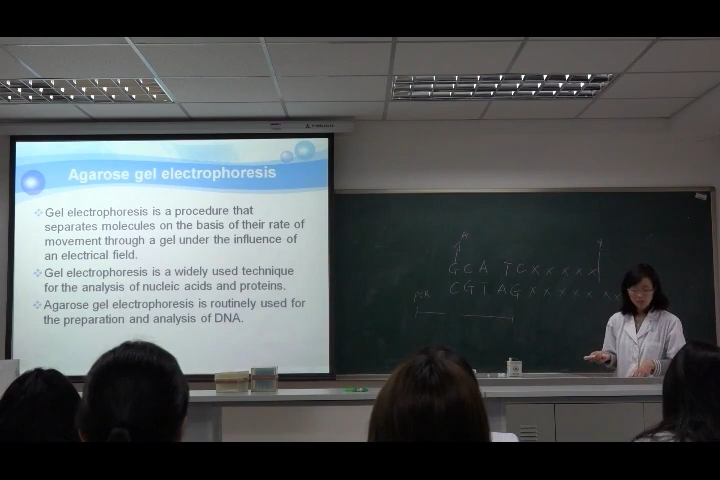 Agarose gel electrophoresis
Gel electrophoresis is a procedure that
separates molecules on the basis of their rate of
movement through a gel under the influence of
an electrical field.
Gel electrophoresis is a widely used technique
for the analysis of nucleic acids and proteins.
Agarose gel electrophoresis is routinely used for
the preparation and analysis of DNA.
GCA TCXXXXX
CGTAGXXXXXXX